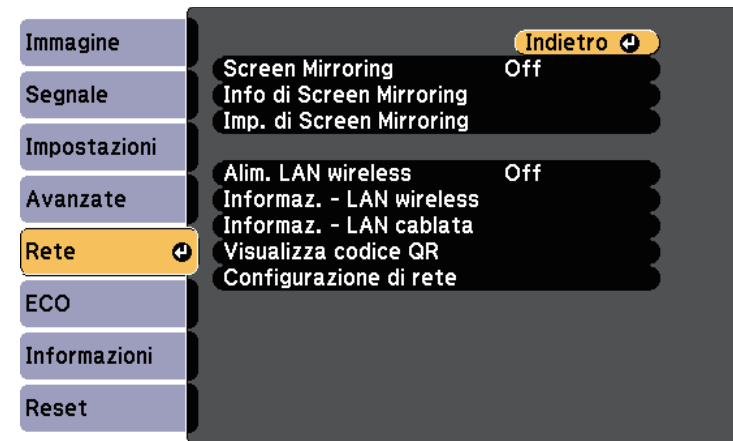 Immagine
Segnale
Impostazioni
Avanzate
Rete
ECO
Informazioni
Reset
Indietro
Screen Mirroring Off
Info di Screen Mirroring
Imp. di Screen Mirroring
Alim. LAN wireless Off
Informaz. - LAN wireless
Informaz. - LAN cablata
Visualizza codice QR
Configurazione di rete